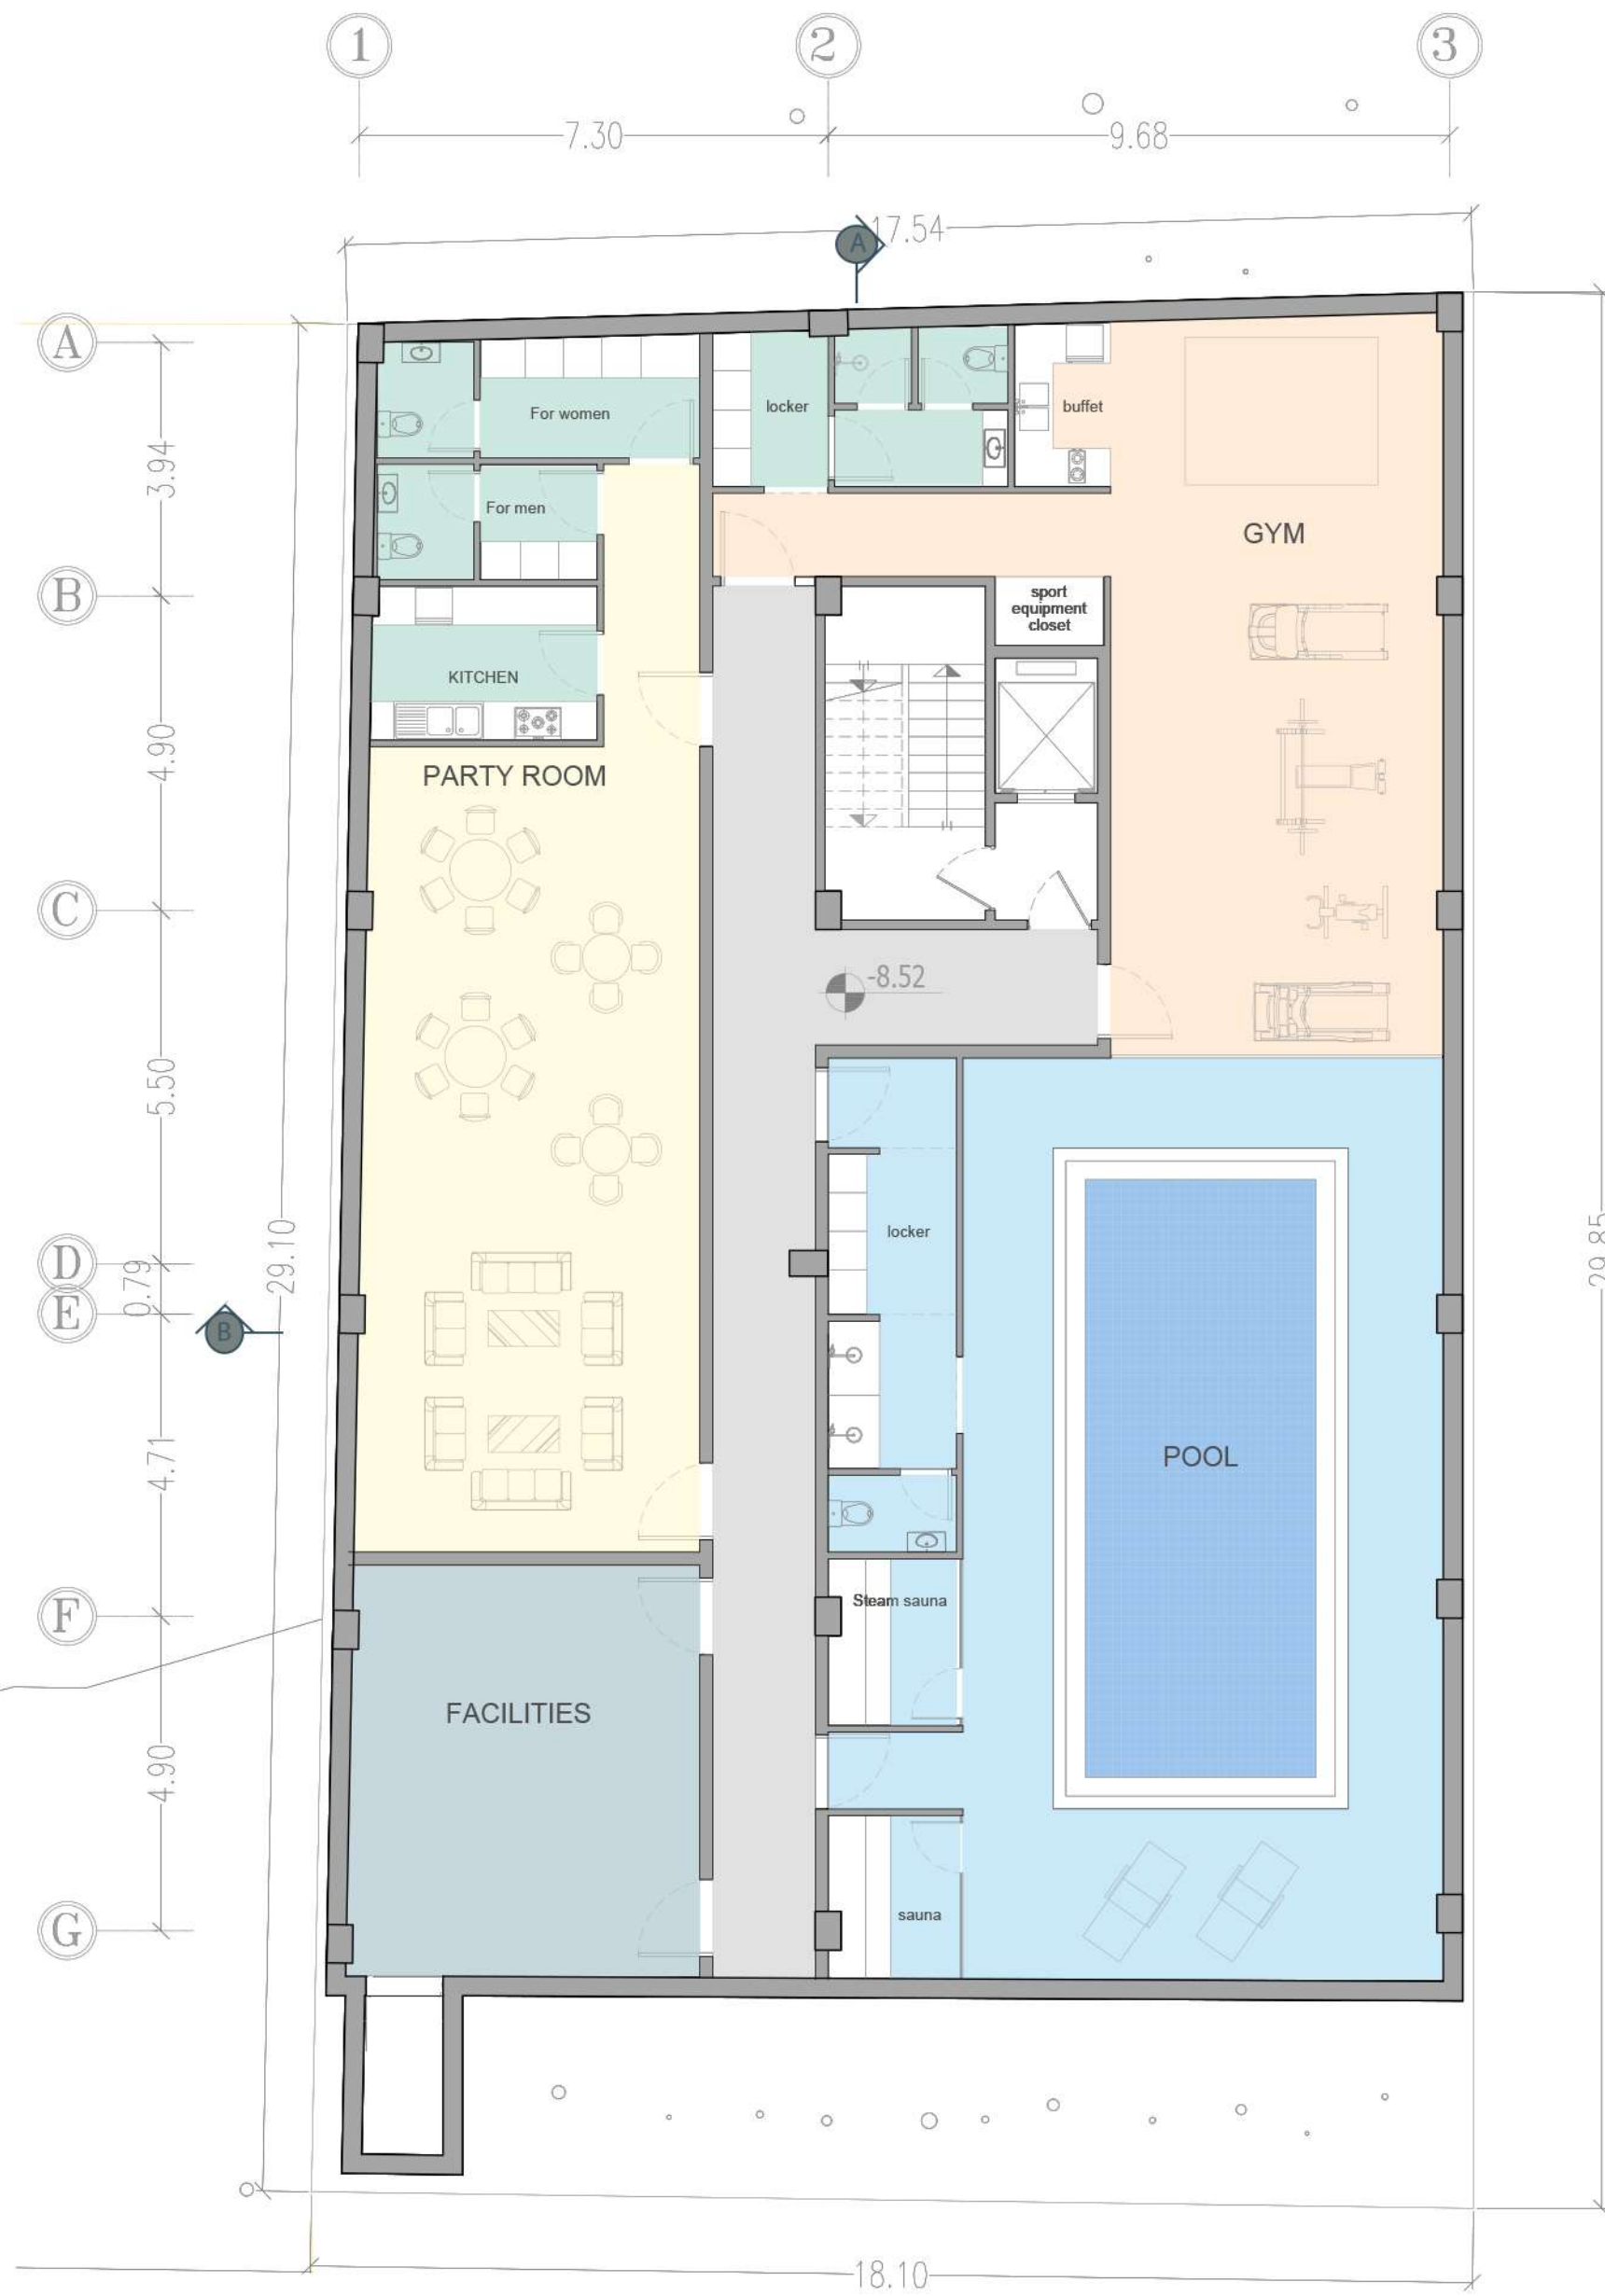 1
2
3
7.30
9.68
17.54
A
A
For women
locker
buffet
3.94
For men
GYM
B
sport
equipment
closet
KITCHEN
4.90
PARTY ROOM
C
-8.52
5.50
locker
29.10
29.85
D
0.79
E
B
4.71
POOL
Steam sauna
F
FACILITIES
4.90
sauna
G
18.10